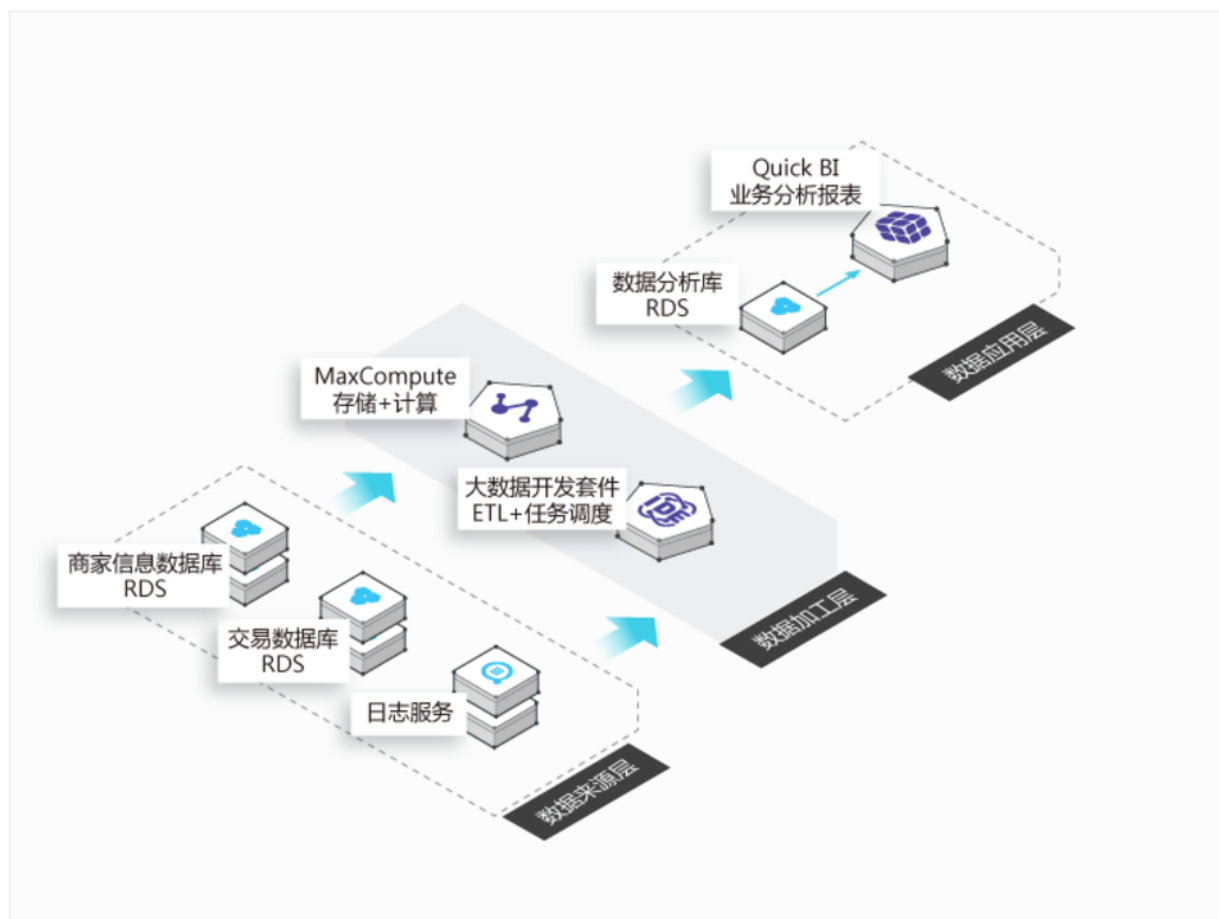 Quick BI
业务分析报表
数据分析库
RDS
数据应用层
MaxCompute
存储+计算
大数据开发套件
ETL+任务调度
IDE
数据加工层
商家信息数据库
RDS
交易数据库
RDS
日志服务
数据来源层